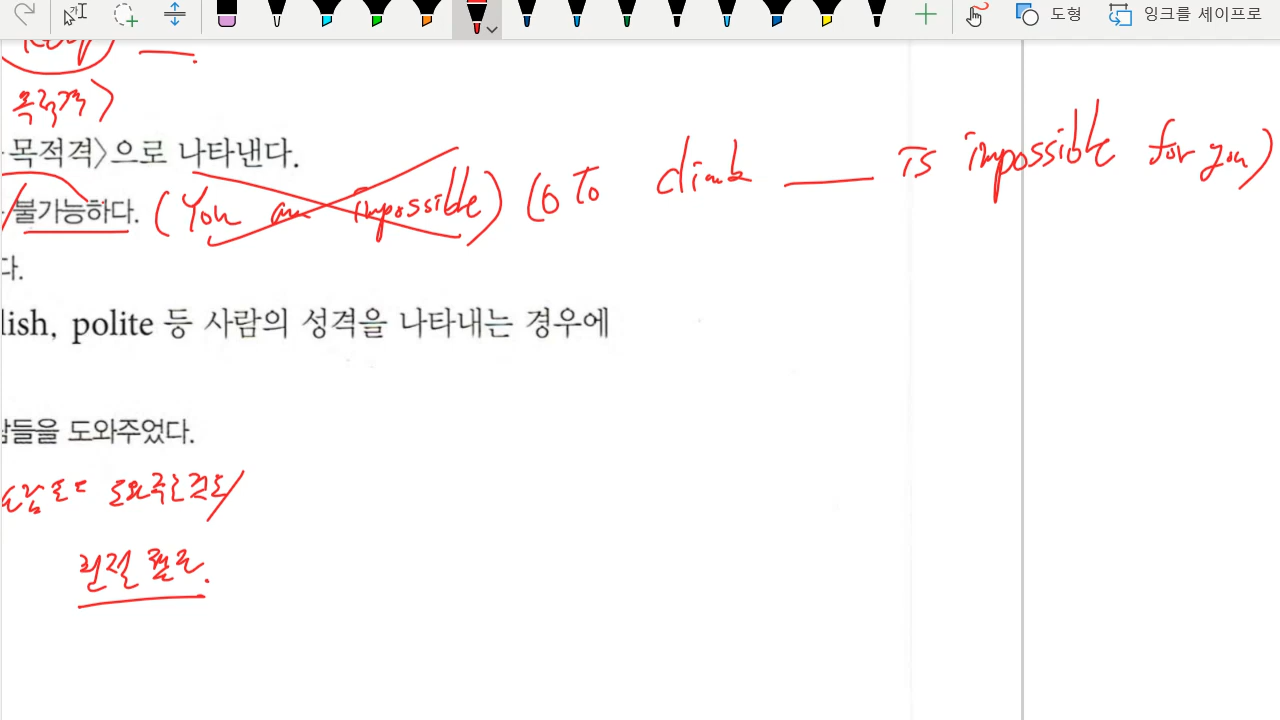 도형 잉크를 셰이프로
목적격>
목적격>으로 나타낸다.
불가능하다. (You are impossible) (o To climb ___ is impossible for you)
다.
lish, polite 등 사람의 성격을 나타내는 경우에
람들을 도와주었다.